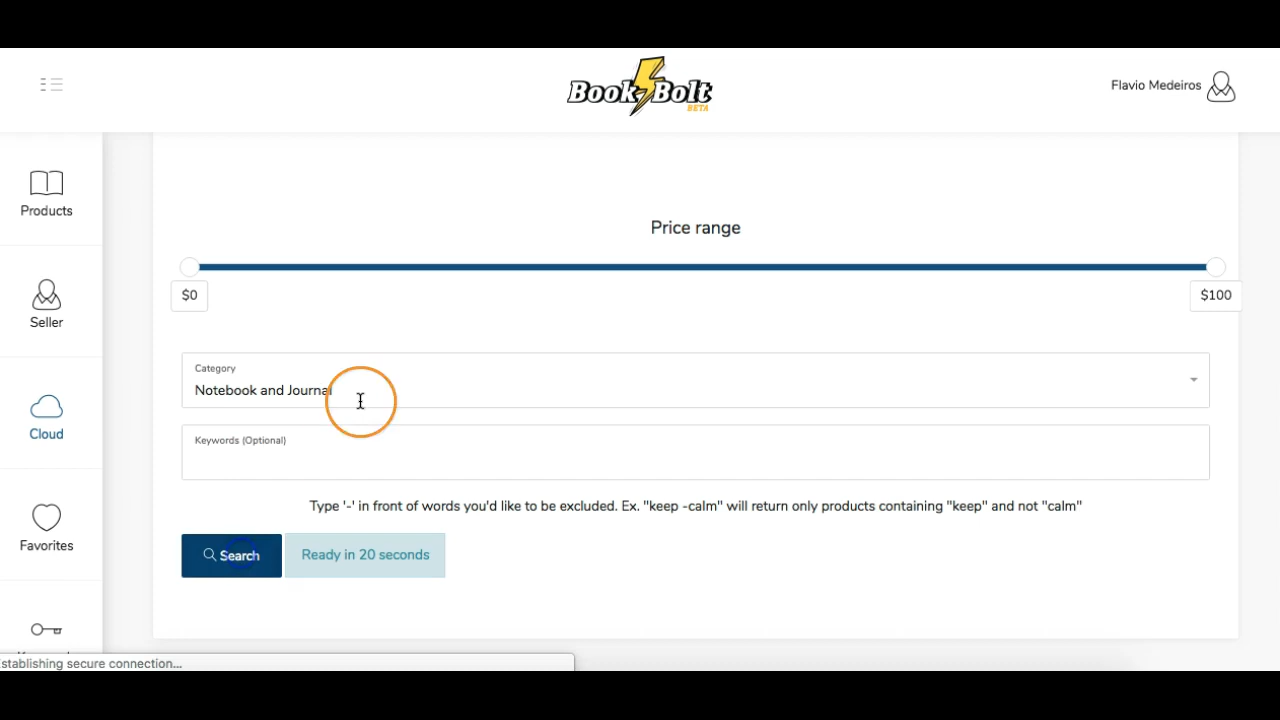 Book Bolt
BETA
Flavio Medeiros
Products
Seller
Cloud
Favorites
Price range
$0
$100
Category
Notebook and Journal
Keywords (Optional)
Type '-' in front of words you'd like to be excluded. Ex. "keep -calm" will return only products containing "keep" and not "calm"
Search
Ready in 20 seconds
stablishing secure connection...